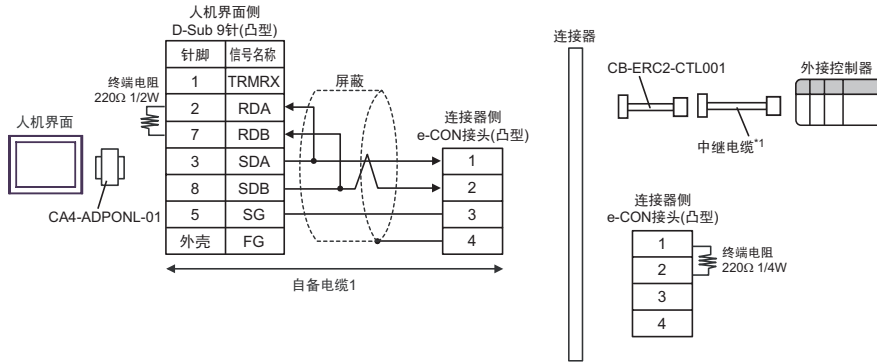 人机界面侧
D-Sub 9针(凸型)
针脚 信号名称
1 TRMRX
2 RDA
7 RDB
3 SDA
8 SDB
5 SG
外壳 FG
终端电阻
220Ω 1/2W
人机界面
CA4-ADPONL-01
屏蔽
连接器侧
e-CON接头(凸型)
1
2
3
4
自备电缆1
连接器
CB-ERC2-CTL001
中继电缆*1
外接控制器
连接器侧
e-CON接头(凸型)
1
2
3
4
终端电阻
220Ω 1/4W